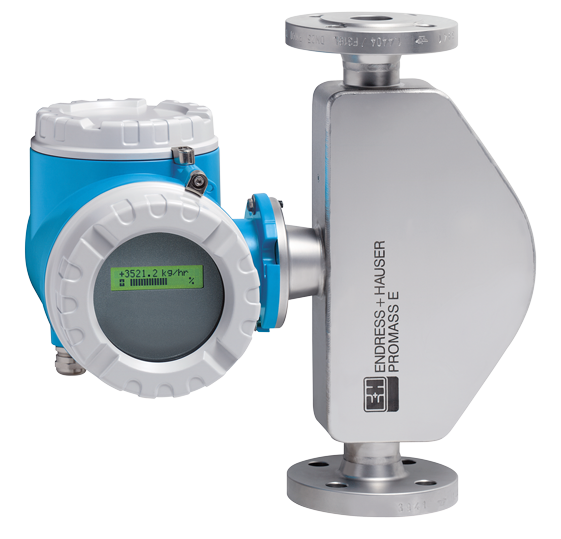 +3521.2 kg/hr
%
E+H
ENDRESS + HAUSER
PROMASS E